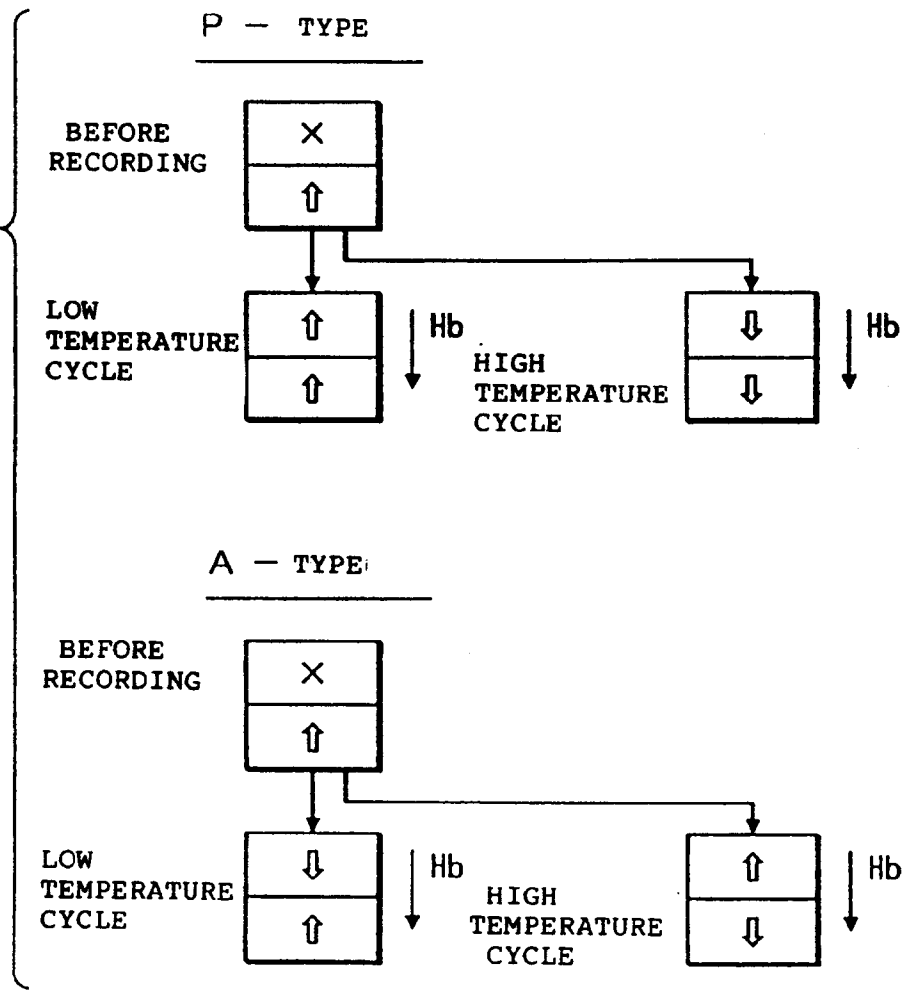 P — TYPE
BEFORE
RECORDING
×
⇧
LOW
TEMPERATURE
CYCLE
⇧
⇧
Hb
HIGH
TEMPERATURE
CYCLE
⇩
⇩
Hb
A — TYPE
BEFORE
RECORDING
×
⇧
LOW
TEMPERATURE
CYCLE
⇩
⇧
Hb
HIGH
TEMPERATURE
CYCLE
⇧
⇩
Hb